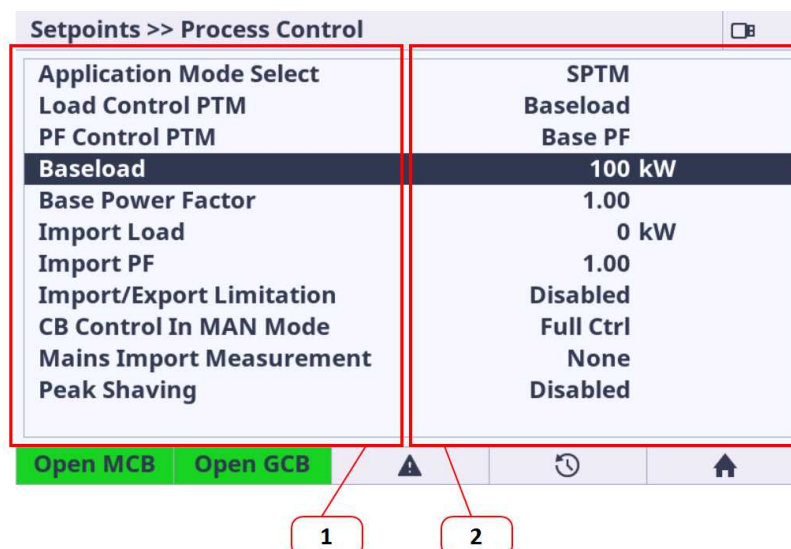 Setpoints >> Process Control
Application Mode Select SPTM
Load Control PTM Baseload
PF Control PTM Base PF
Baseload 100 kW
Base Power Factor 1.00
Import Load 0 kW
Import PF 1.00
Import/Export Limitation Disabled
CB Control In MAN Mode Full Ctrl
Mains Import Measurement None
Peak Shaving Disabled
Open MCB Open GCB
1 2